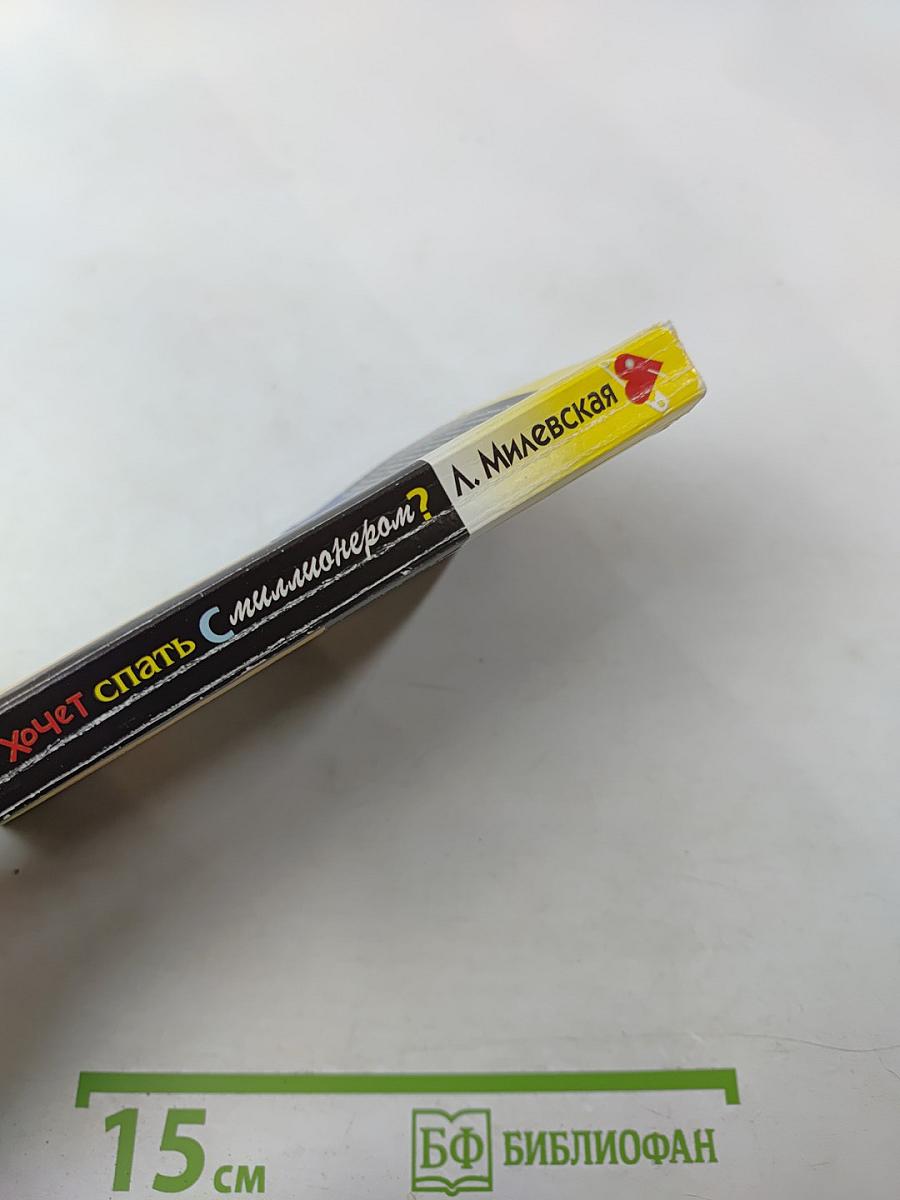 Хочет спать С миллионером?
Л. Милевская
15 см
БФ БИБЛИОФАН